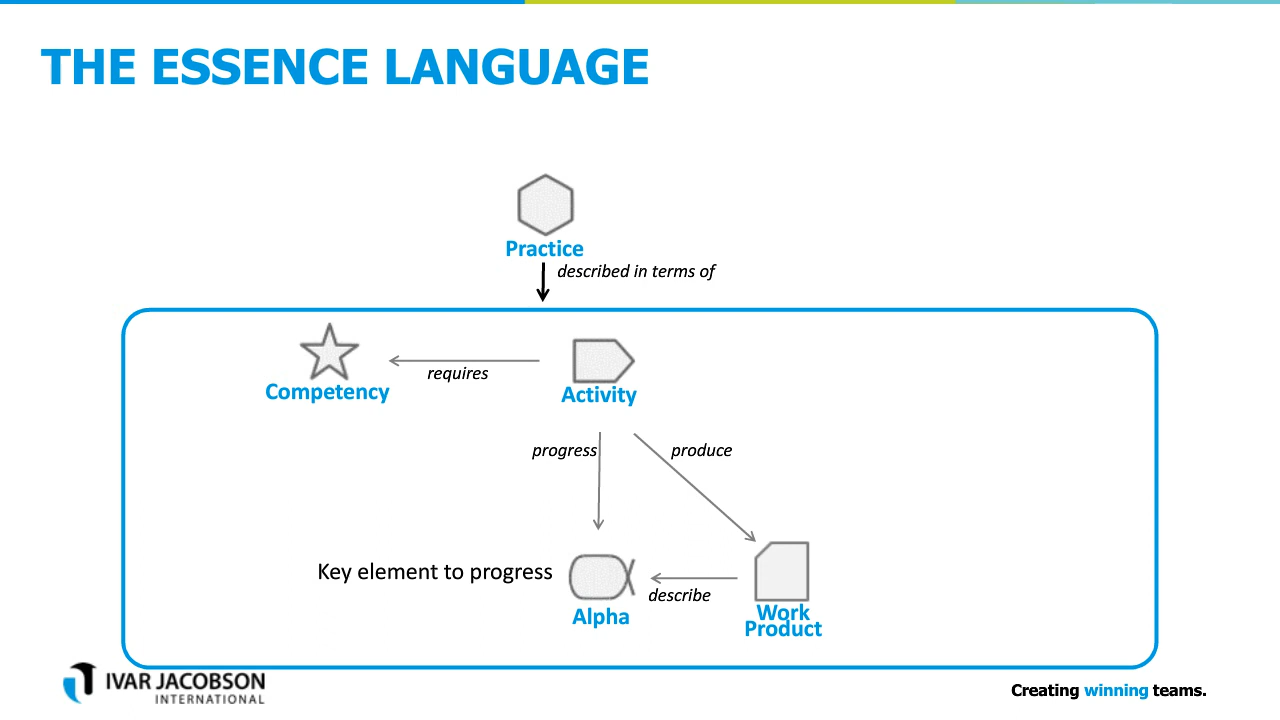 THE ESSENCE LANGUAGE
Practice
described in terms of
Competency
requires
Activity
progress
produce
Key element to progress
Alpha
describe
Work
Product
IVAR JACOBSON
INTERNATIONAL
Creating winning teams.